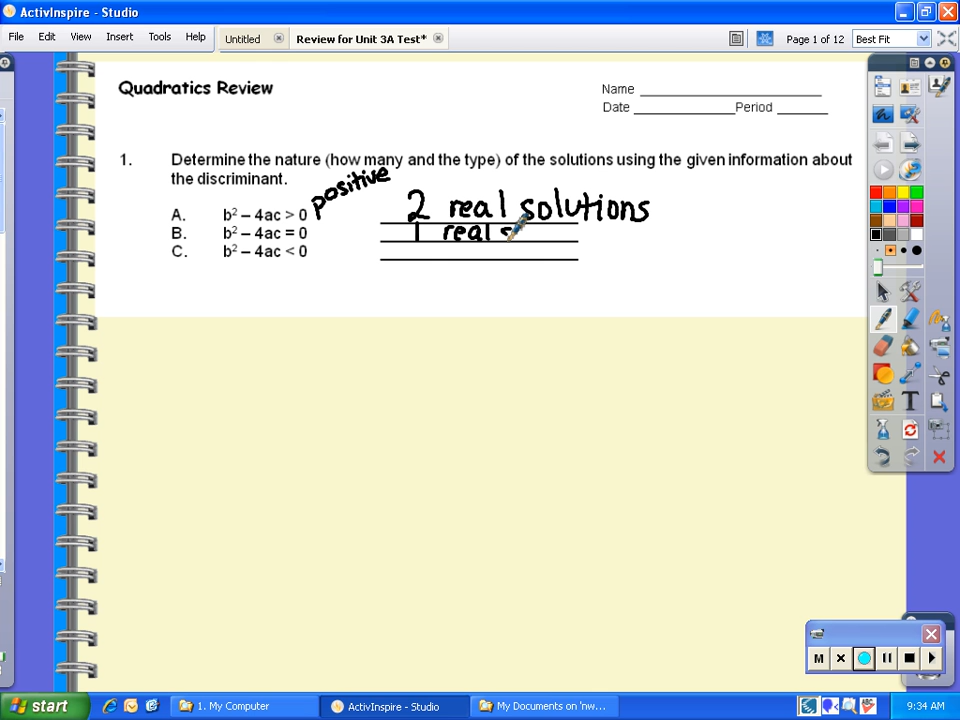 ActivInspire - Studio
File Edit View Insert Tools Help
Untitled
Review for Unit 3A Test*
Page 1 of 12
Best Fit
Quadratics Review
Name
Date Period
1. Determine the nature (how many and the type) of the solutions using the given information about
the discriminant.
positive
A. b² – 4ac > 0 2 real solutions
B. b² – 4ac = 0 1 real s
C. b² – 4ac < 0
M
start
1. My Computer
ActivInspire - Studio
My Documents on 'nw...
9:34 AM